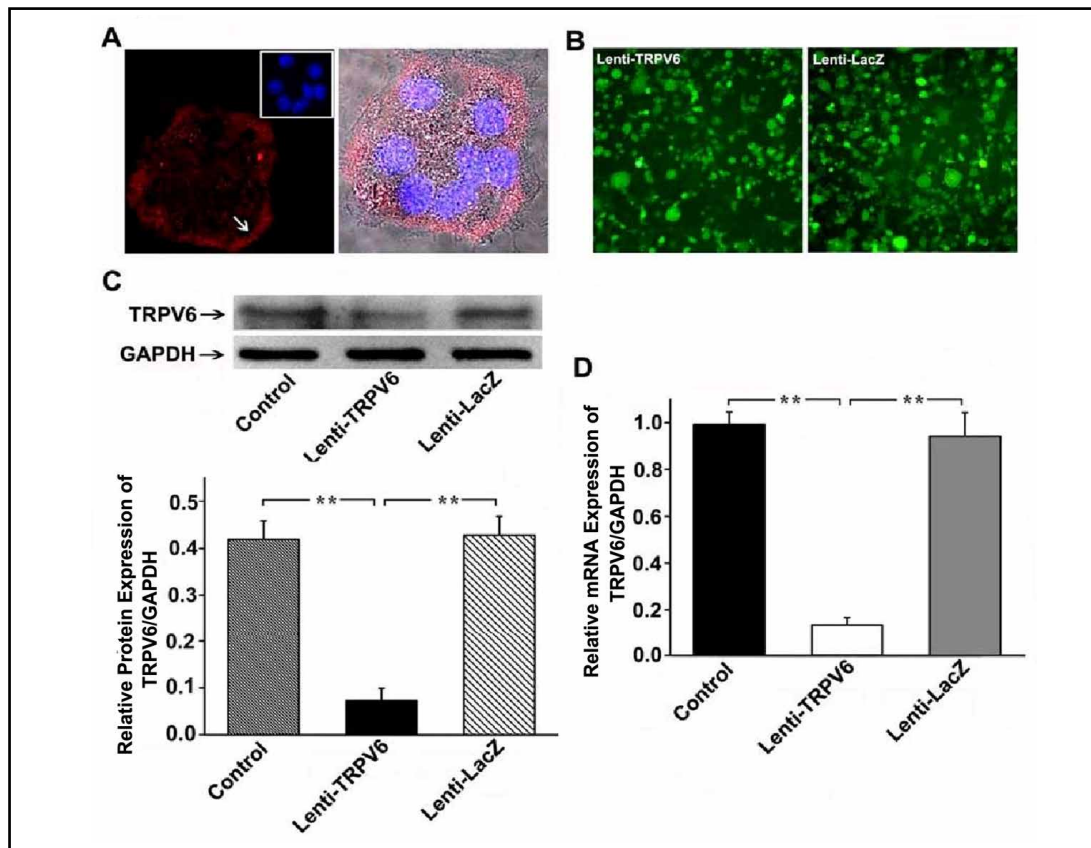 A
B
Lenti-TRPV6
Lenti-LacZ
C
TRPV6→
GAPDH→
Control
Lenti-TRPV6
Lenti-LacZ
Relative Protein Expression of
TRPV6/GAPDH
0.5
0.4
0.3
0.2
0.1
0.0
**
**
Control
Lenti-TRPV6
Lenti-LacZ
D
Relative mRNA Expression of
TRPV6/GAPDH
1.0
0.8
0.6
0.4
0.2
0
**
**
Control
Lenti-TRPV6
Lenti-LacZ